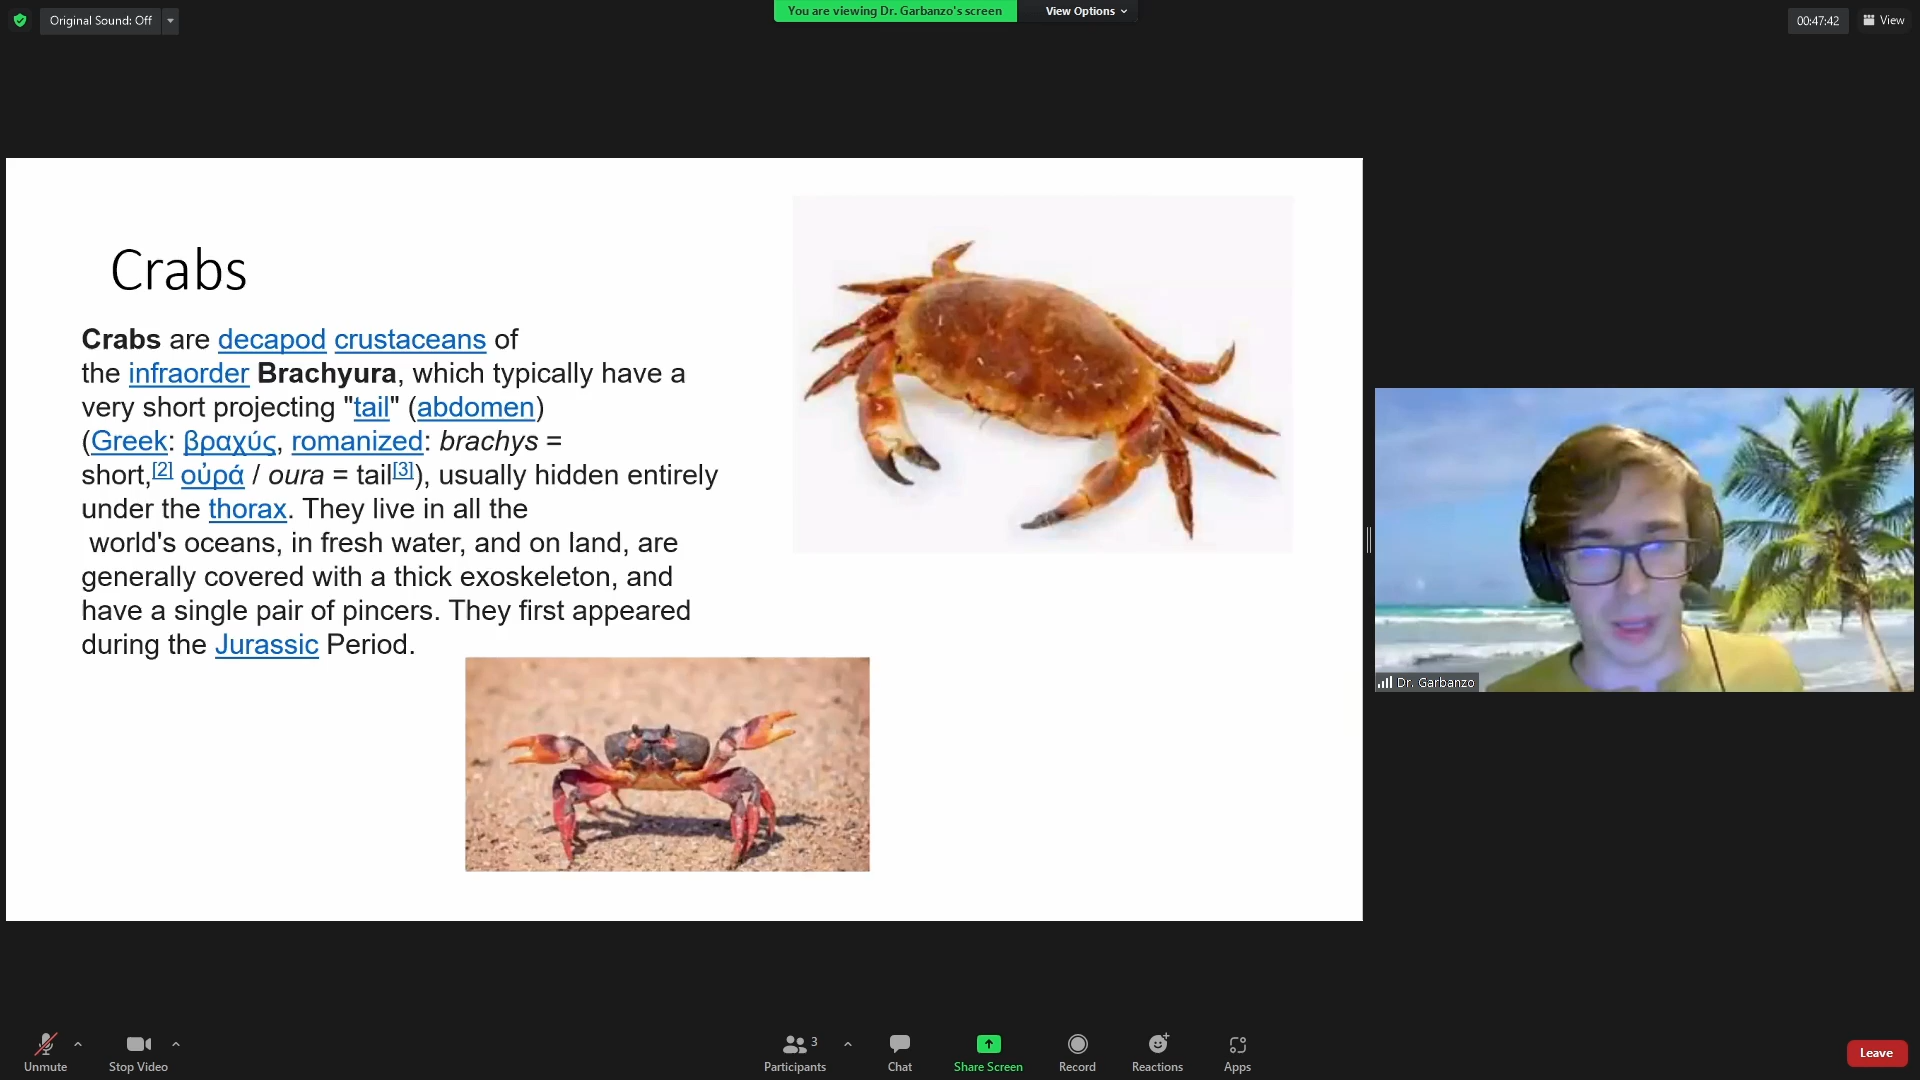 Original Sound: Off
You are viewing Dr. Garbanzo's screen
View Options
00:47:42
View
Crabs
Crabs are decapod crustaceans of
the infraorder Brachyura, which typically have a
very short projecting "tail" (abdomen)
(Greek: βραχύς, romanized: brachys =
short,[2] οὐρά / oura = tail[3]), usually hidden entirely
under the thorax. They live in all the
world's oceans, in fresh water, and on land, are
generally covered with a thick exoskeleton, and
have a single pair of pincers. They first appeared
during the Jurassic Period.
Dr. Garbanzo
Unmute
Stop Video
3
Participants
Chat
Share Screen
Record
Reactions
Apps
Leave